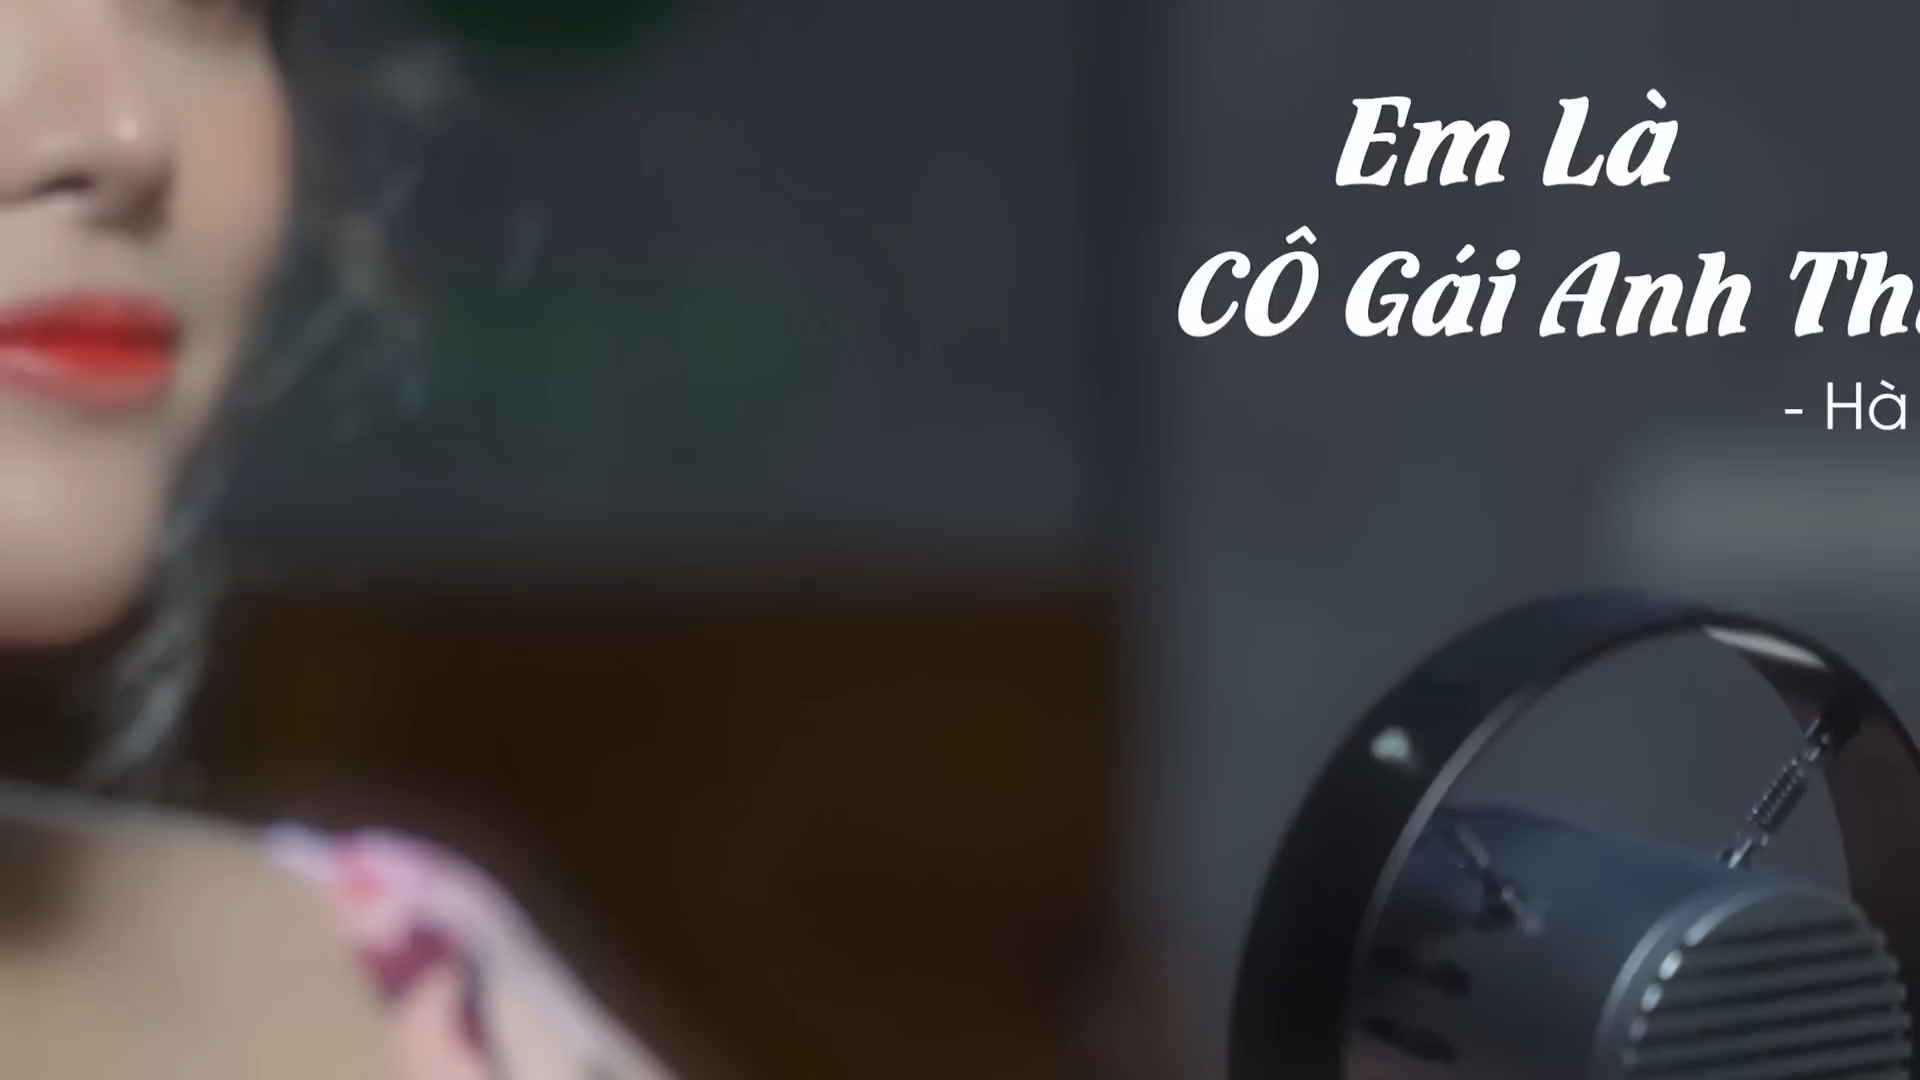 Em Là
CÔ Gái Anh
- Hà